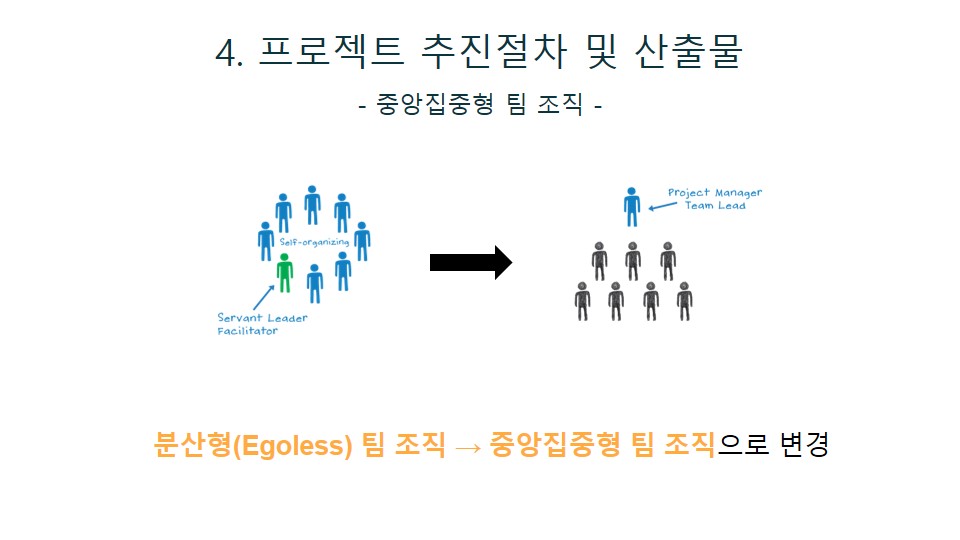 4. 프로젝트 추진절차 및 산출물
- 중앙집중형 팀 조직 -
Self-organizing
Servant Leader
Facilitator
Project Manager
Team Lead
분산형(Egoless) 팀 조직 → 중앙집중형 팀 조직으로 변경